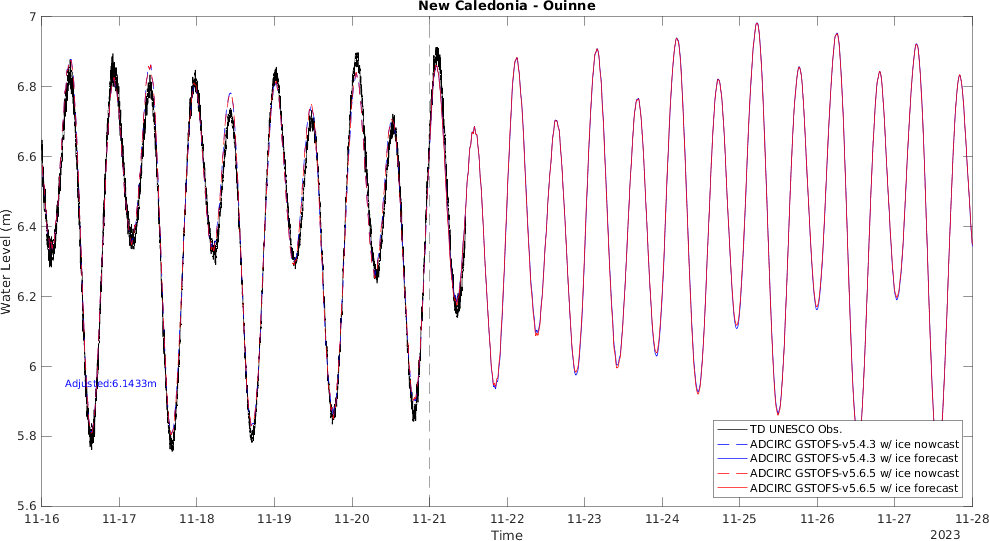 New Caledonia - Ouinne
7
6.8
6.6
6.4
6.2
6
5.8
5.6
Water Level (m)
Adjusted:6.1433m
TD UNESCO Obs.
ADCIRC GSTOFS-v5.4.3 w/ ice nowcast
ADCIRC GSTOFS-v5.4.3 w/ ice forecast
ADCIRC GSTOFS-v5.6.5 w/ ice nowcast
ADCIRC GSTOFS-v5.6.5 w/ ice forecast
11-16 11-17 11-18 11-19 11-20 11-21 11-22 11-23 11-24 11-25 11-26 11-27 11-28
Time
2023